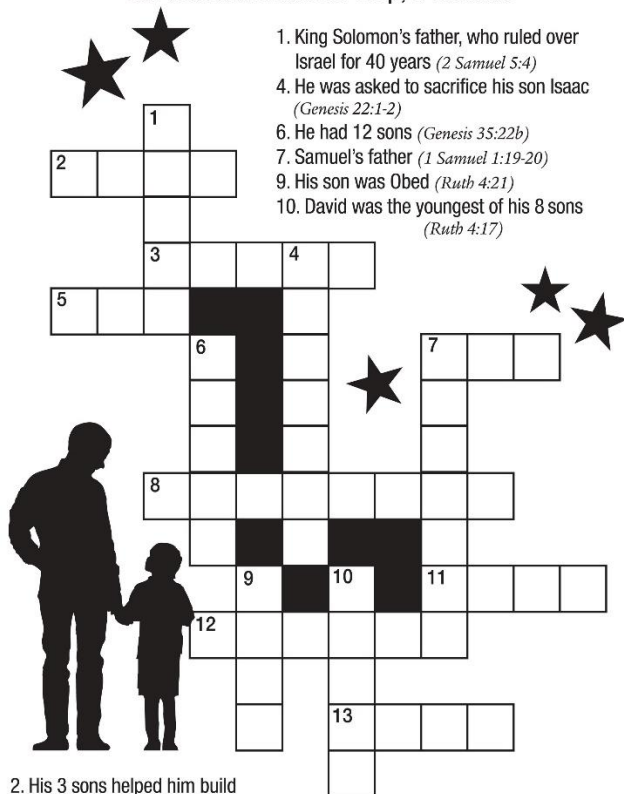 1. King Solomon's father, who ruled over
Israel for 40 years (2 Samuel 5:4)
4. He was asked to sacrifice his son Isaac
(Genesis 22:1-2)
6. He had 12 sons (Genesis 35:22b)
7. Samuel's father (1 Samuel 1:19-20)
9. His son was Obed (Ruth 4:21)
10. David was the youngest of his 8 sons
(Ruth 4:17)
1
2
3 4
5
6 7
8
9 10 11
12
13
2. His 3 sons helped him build